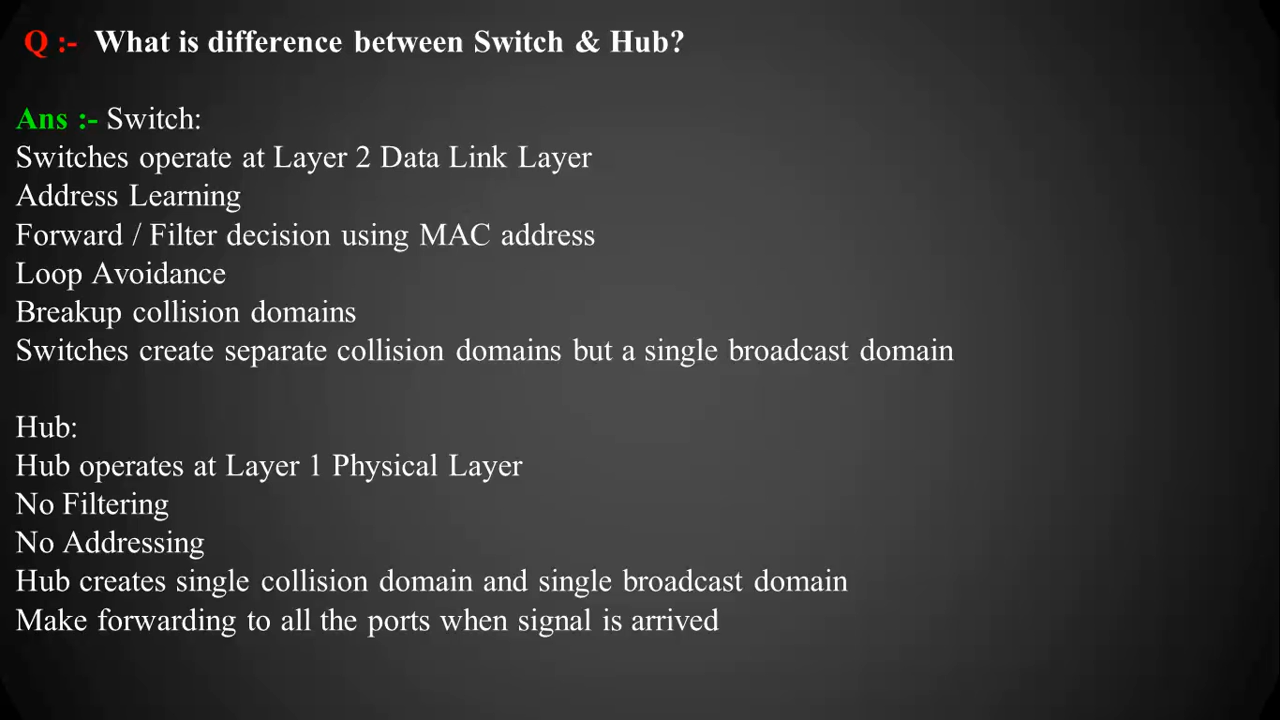 Q :- What is difference between Switch & Hub?
Ans :- Switch:
Switches operate at Layer 2 Data Link Layer
Address Learning
Forward / Filter decision using MAC address
Loop Avoidance
Breakup collision domains
Switches create separate collision domains but a single broadcast domain
Hub:
Hub operates at Layer 1 Physical Layer
No Filtering
No Addressing
Hub creates single collision domain and single broadcast domain
Make forwarding to all the ports when signal is arrived